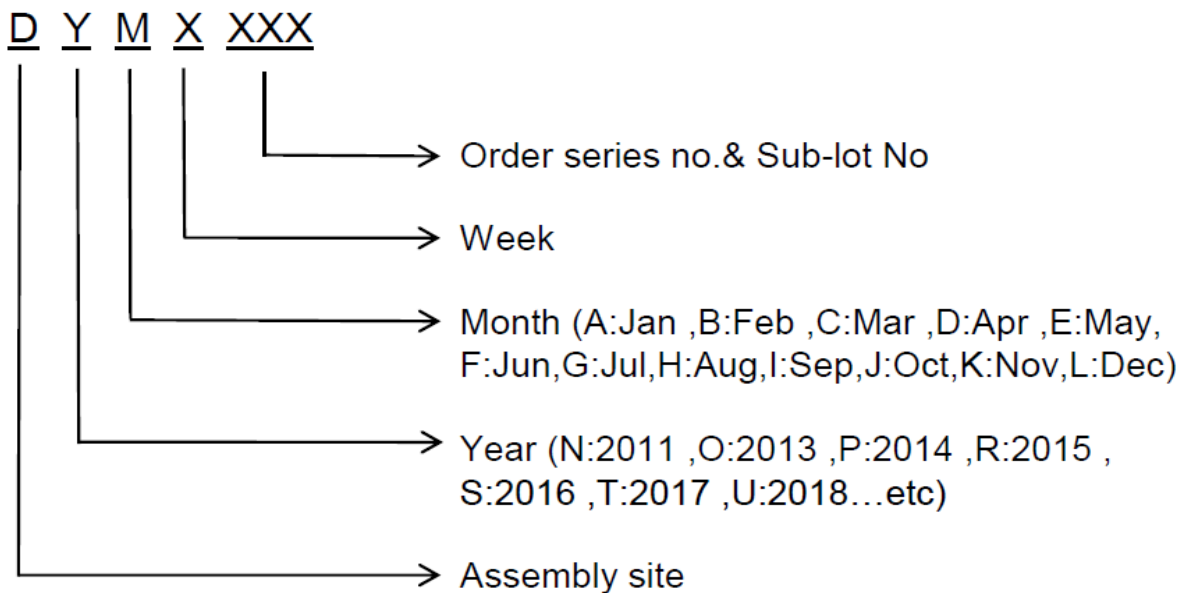 D Y M X XXX
Order series no.& Sub-lot No
Week
Month (A:Jan ,B:Feb ,C:Mar ,D:Apr ,E:May,
F:Jun,G:Jul,H:Aug,I:Sep,J:Oct,K:Nov,L:Dec)
Year (N:2011 ,O:2013 ,P:2014 ,R:2015 ,
S:2016 ,T:2017 ,U:2018…etc)
Assembly site